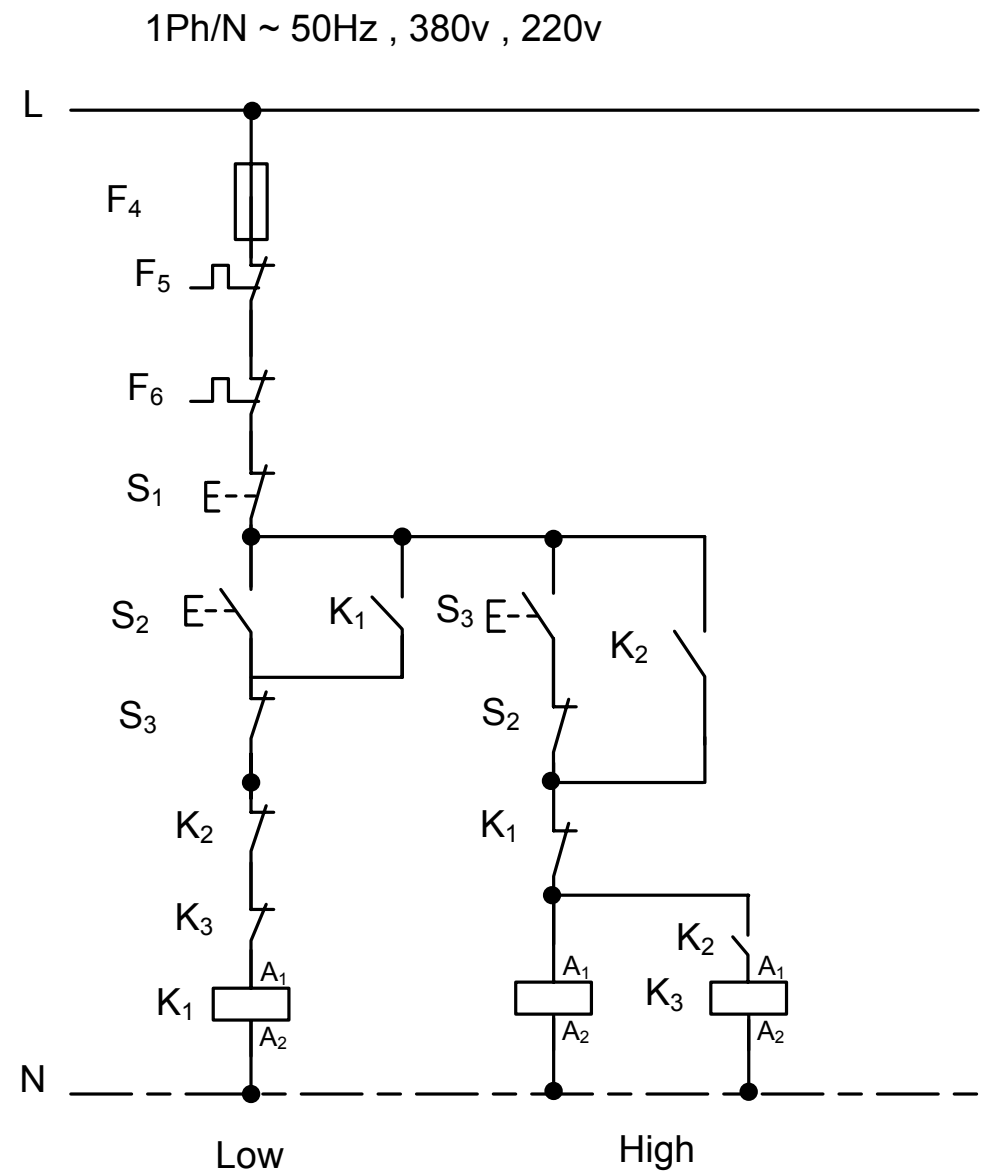 1Ph/N ~ 50Hz , 380v , 220v
L
F₄
F₅
F₆
S₁
S₂
K₁
S₃
K₂
S₃
S₂
K₂
K₁
K₃
K₂
A₁
A₁
A₁
K₁
K₃
A₂
A₂
A₂
N
Low
High